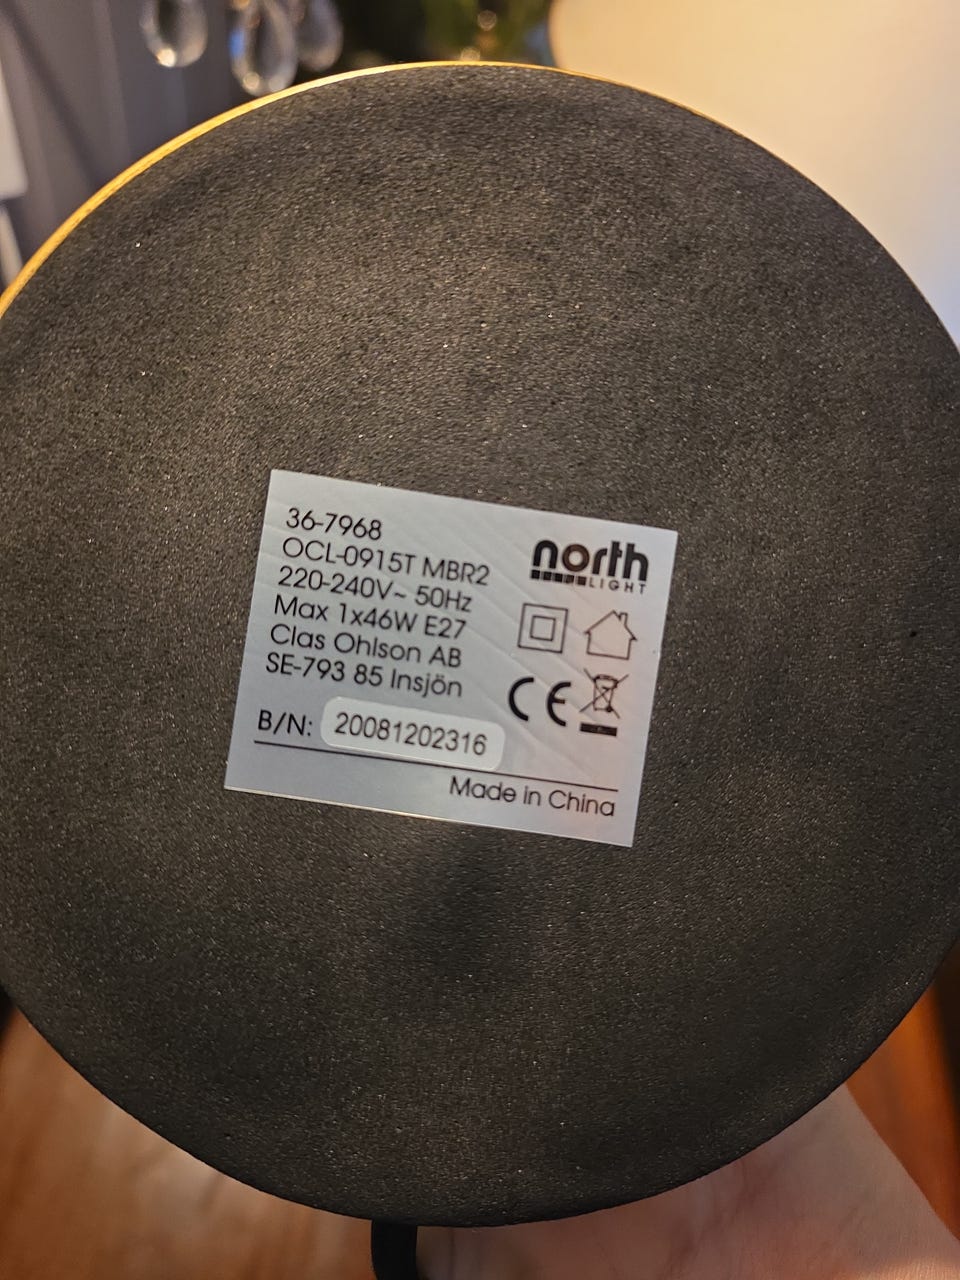 36-7968
OCL-0915T MBR2
220-240V~ 50Hz
Max 1x46W E27
Clas Ohlson AB
SE-793 85 Insjön
north
LIGHT
CE
B/N: 20081202316
Made in China